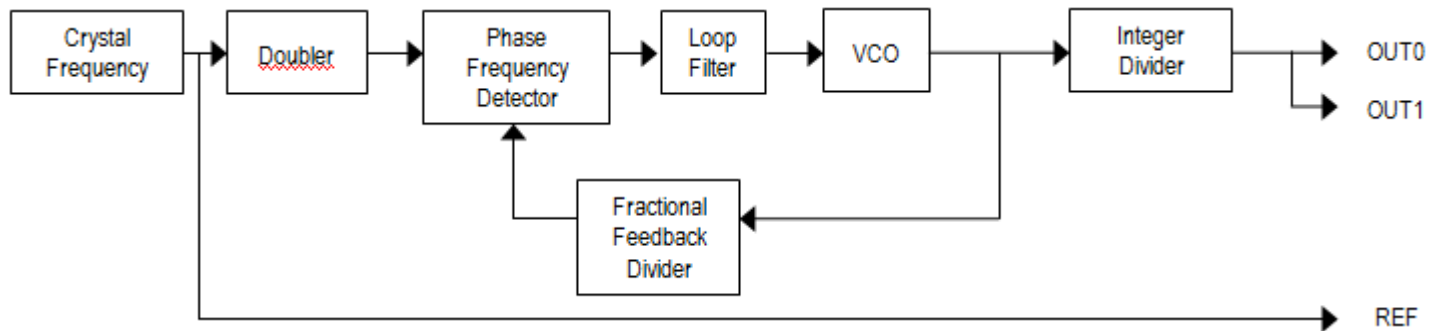 Crystal
Frequency
Doubler
Phase
Frequency
Detector
Loop
Filter
VCO
Integer
Divider
OUT0
OUT1
Fractional
Feedback
Divider
REF